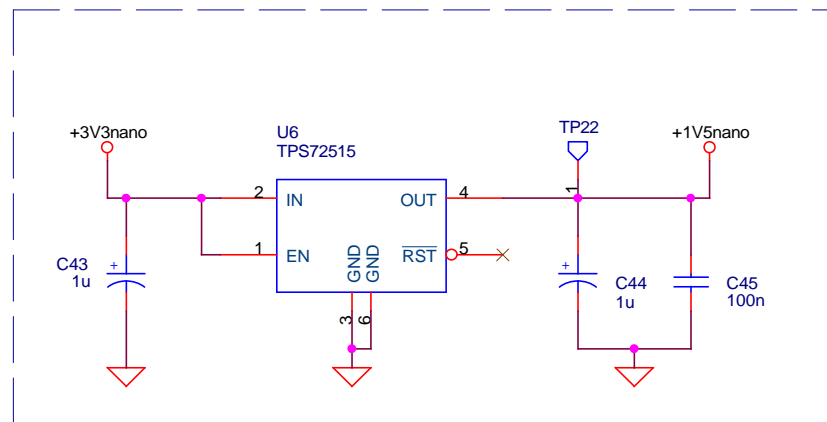 +3V3nano
U6
TPS72515
TP22
+1V5nano
2
IN
OUT
4
1
1
EN
GND
GND
RST
5
3
6
C43
1u
+
+
C44
1u
C45
100n